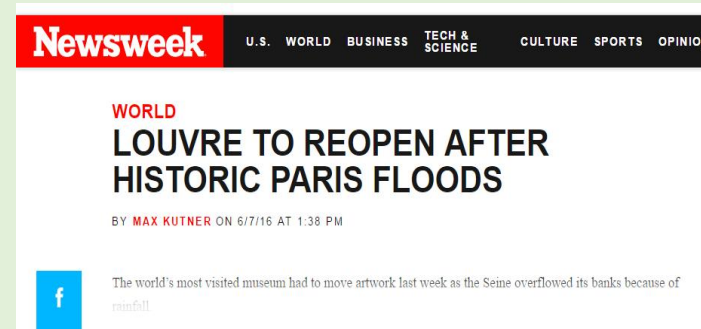 Newsweek U.S. WORLD BUSINESS TECH & SCIENCE CULTURE SPORTS OPINIO
WORLD
LOUVRE TO REOPEN AFTER
HISTORIC PARIS FLOODS
BY MAX KUTNER ON 6/7/16 AT 1:38 PM
f
The world's most visited museum had to move artwork last week as the Seine overflowed its banks because of
rainfall.